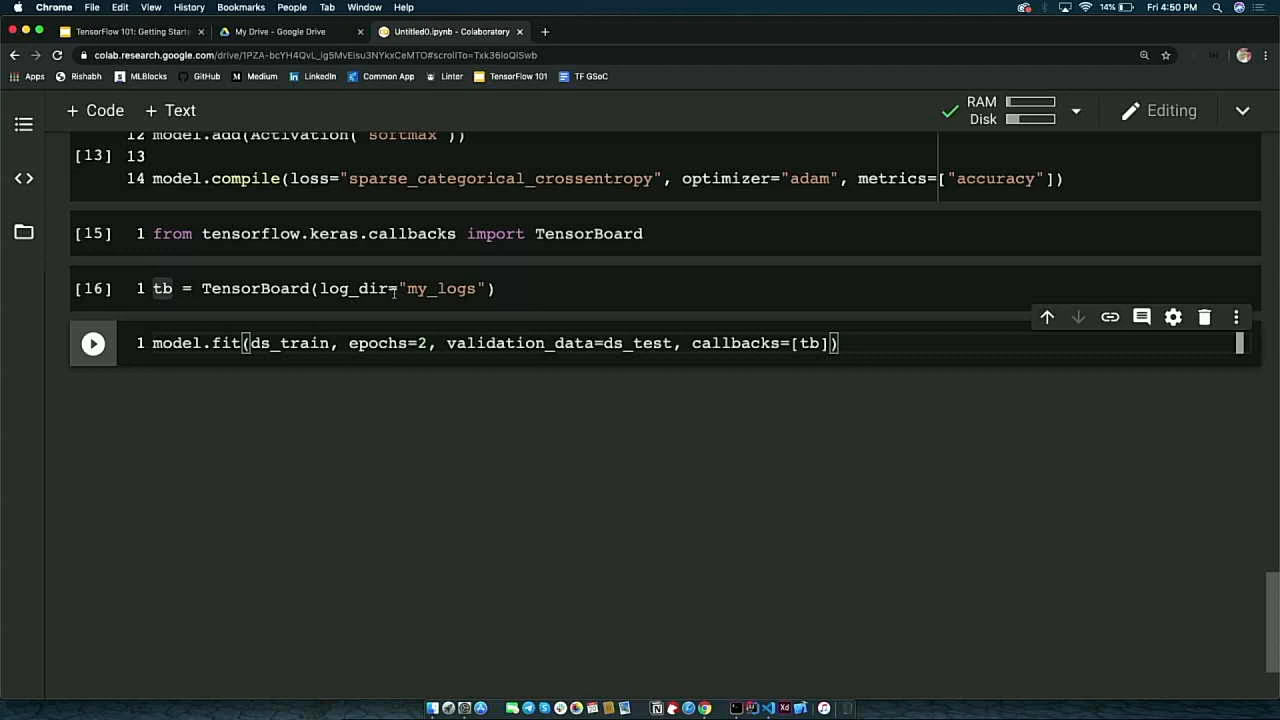 Chrome File Edit View History Bookmarks People Tab Window Help 14% Fri 4:50 PM
TensorFlow 101: Getting Starte × My Drive - Google Drive × Untitled0.ipynb - Colaboratory × +
colab.research.google.com/drive/1PZA-bcYH4QvL_lg5MvEisu3NYkxCeMTO#scrollTo=Txk36IoQISwb
Apps Rishabh MLBlocks GitHub Medium LinkedIn Common App Linter TensorFlow 101 TF GSoC
+ Code + Text RAM Disk Editing
12 model.add(Activation('softmax'))
[13] 13
14 model.compile(loss="sparse_categorical_crossentropy", optimizer="adam", metrics=["accuracy"])
[15] 1 from tensorflow.keras.callbacks import TensorBoard
[16] 1 tb = TensorBoard(log_dir="my_logs")
1 model.fit(ds_train, epochs=2, validation_data=ds_test, callbacks=[tb])